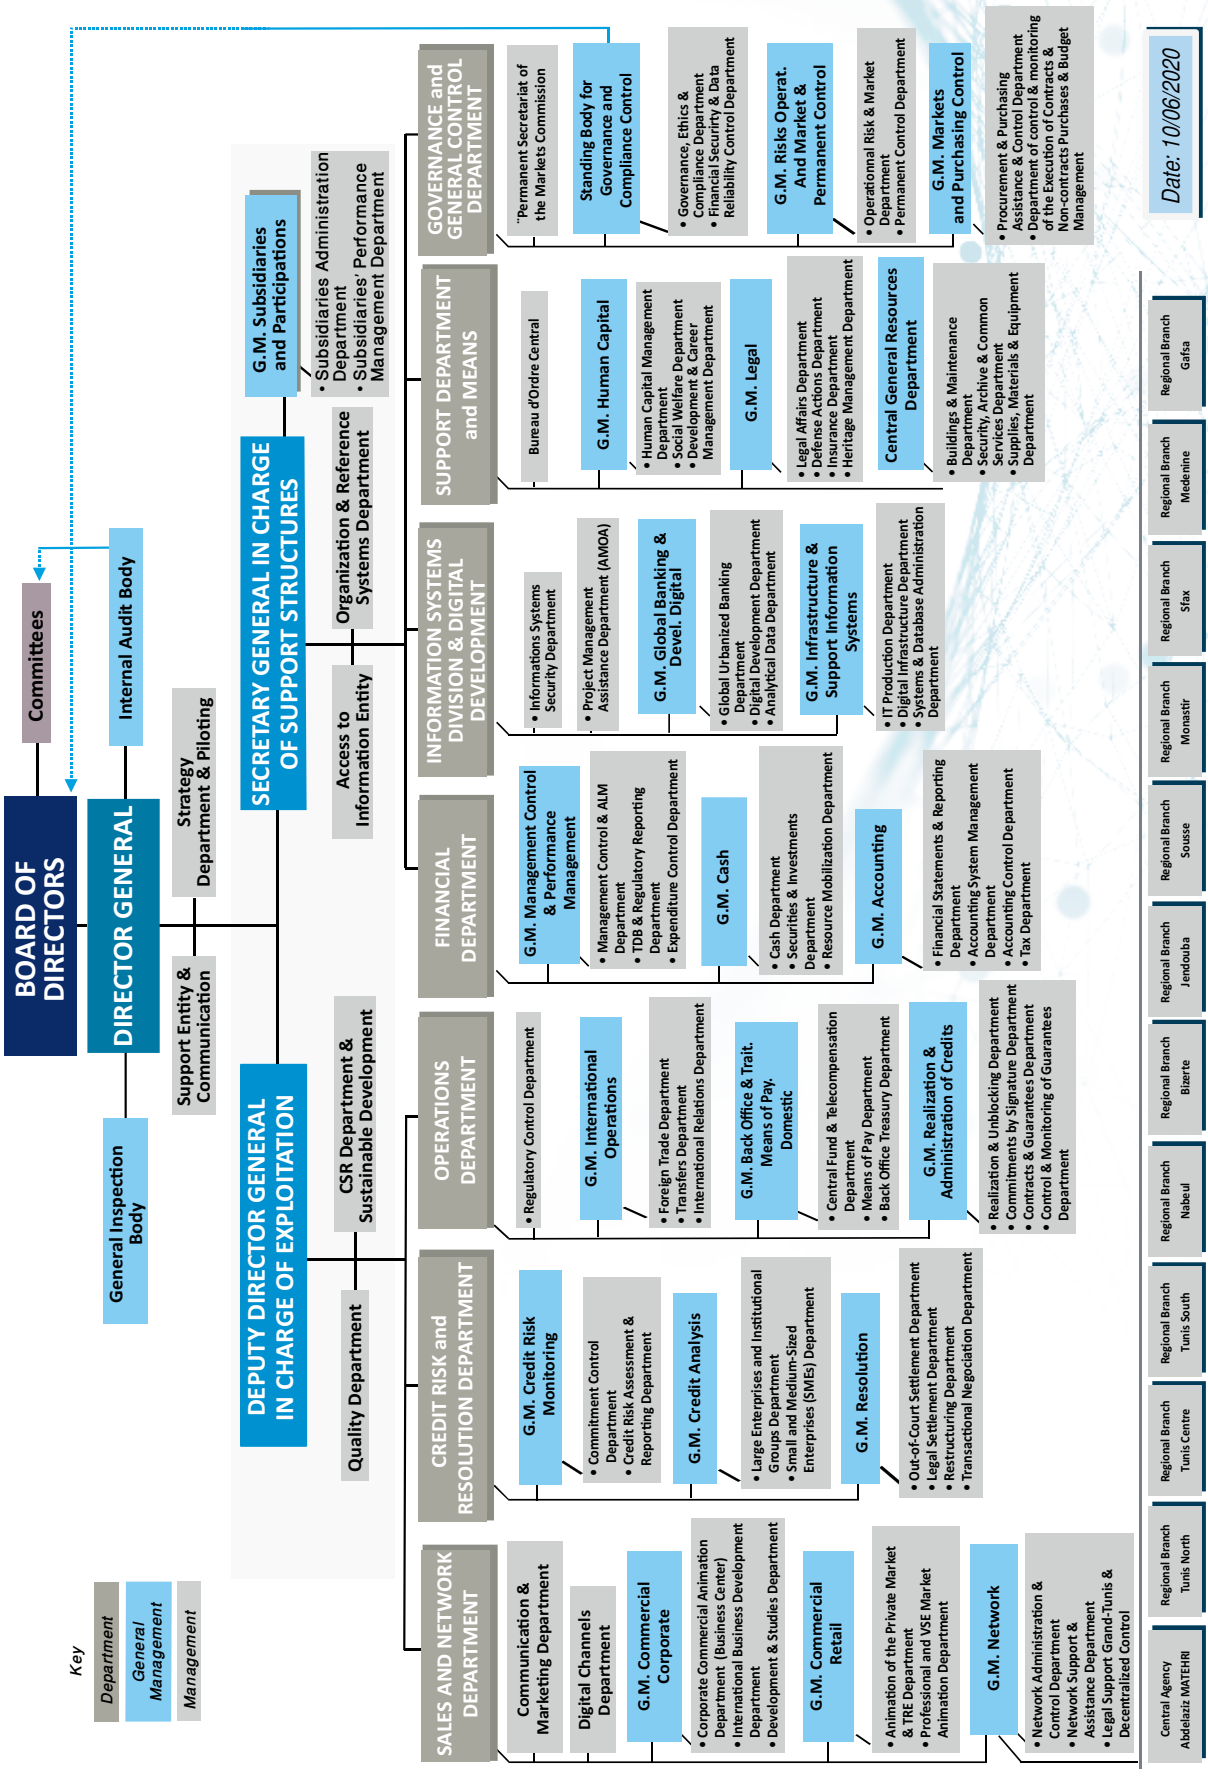 BOARD OF
DIRECTORS
Committees
DIRECTOR GENERAL
Internal Audit Body
General Inspection
Body
Support Entity &
Communication
Strategy
Department & Piloting
Key
Department
General
Management
Management
DEPUTY DIRECTOR GENERAL
IN CHARGE OF EXPLOITATION
SECRETARY GENERAL IN CHARGE
OF SUPPORT STRUCTURES
G.M. Subsidiaries
and Participations
• Subsidiaries Administration
Department
• Subsidiaries' Performance
Management Department
Quality Department
CSR Department &
Sustainable Development
Access to
Information Entity
Organization & Reference
Systems Department
SALES AND NETWORK
DEPARTMENT
Communication &
Marketing Department
Digital Channels
Department
G.M. Commercial
Corporate
• Corporate Commercial Animation
Department (Business Center)
• International Business Development
Department
• Development & Studies Department
G.M. Commercial
Retail
• Animation of the Private Market
& TRE Department
• Professional and VSE Market
Animation Department
G.M. Network
• Network Administration &
Control Department
• Network Support &
Assistance Department
• Legal Support Grand-Tunis &
Decentralized Control
CREDIT RISK and
RESOLUTION DEPARTMENT
G.M. Credit Risk
Monitoring
• Commitment Control
Department
• Credit Risk Assessment &
Reporting Department
G.M. Credit Analysis
• Large Enterprises and Institutional
Groups Department
• Small and Medium-Sized
Enterprises (SMEs) Department
G.M. Resolution
• Out-of-Court Settlement Department
• Legal Settlement Department
• Restructuring Department
• Transactional Negociation Department
OPERATIONS
DEPARTMENT
• Regulatory Control Department
G.M. International
Operations
• Foreign Trade Department
• Transfers Department
• International Relations Department
G.M. Back Office & Trait.
Means of Pay.
Domestic
• Central Fund & Telecompensation
Department
• Means of Pay Department
• Back Office Treasury Department
G.M. Realization &
Administration of Credits
• Realization & Unblocking Department
• Commitments by Signature Department
• Contracts & Guarantees Department
• Control & Monitoring of Guarantees
Department
FINANCIAL
DEPARTMENT
G.M. Management Control
& Performance
Management
• Management Control & ALM
Department
• TDB & Regulatory Reporting
Department
• Expenditure Control Department
G.M. Cash
• Cash Department
• Securities & Investments
Department
• Resource Mobilization Department
G.M. Accounting
• Financial Statements & Reporting
Department
• Accounting System Management
Department
• Accounting Control Department
• Tax Department
INFORMATION SYSTEMS
DIVISION & DIGITAL
DEVELOPMENT
• Informations Systems
Security Department
• Project Management
Assistance Department (AMOA)
G.M. Global Banking &
Devel. Digital
• Global Urbanized Banking
Department
• Digital Development Department
• Analytical Data Department
G.M. Infrastructure &
Support Information
Systems
• IT Production Department
• Digital Infrastructure Department
• Systems & Database Administration
Department
SUPPORT DEPARTMENT
and MEANS
Bureau d'Ordre Central
G.M. Human Capital
• Human Capital Management
Department
• Social Welfare Department
• Development & Career
Management Department
G.M. Legal
• Legal Affairs Department
• Defense Actions Department
• Insurance Department
• Heritage Management Department
Central General Resources
Department
• Buildings & Maintenance
Department
• Security, Archive & Common
Services Department
• Supplies, Materials & Equipment
Department
GOVERNANCE and
GENERAL CONTROL
DEPARTMENT
"Permanent Secretariat of
the Markets Commission
Standing Body for
Governance and
Compliance Control
• Governance, Ethics &
Compliance Department
• Financial Securrity & Data
Reliability Control Department
G.M. Risks Operat.
And Market &
Permanent Control
• Operational Risk & Market
Department
• Permanent Control Department
G.M. Markets
and Purchasing Control
• Procurement & Purchasing
Assistance & Control Department
• Department of control & monitoring
of the Execution of Contracts &
Non-contracts Purchases & Budget
Management
Central Agency
Abdelaziz MATEHRI
Regional Branch
Tunis North
Regional Branch
Tunis Centre
Regional Branch
Tunis South
Regional Branch
Nabeul
Regional Branch
Bizerte
Regional Branch
Jendouba
Regional Branch
Sousse
Regional Branch
Monastir
Regional Branch
Sfax
Regional Branch
Medenine
Regional Branch
Gafsa
Date: 10/06/2020